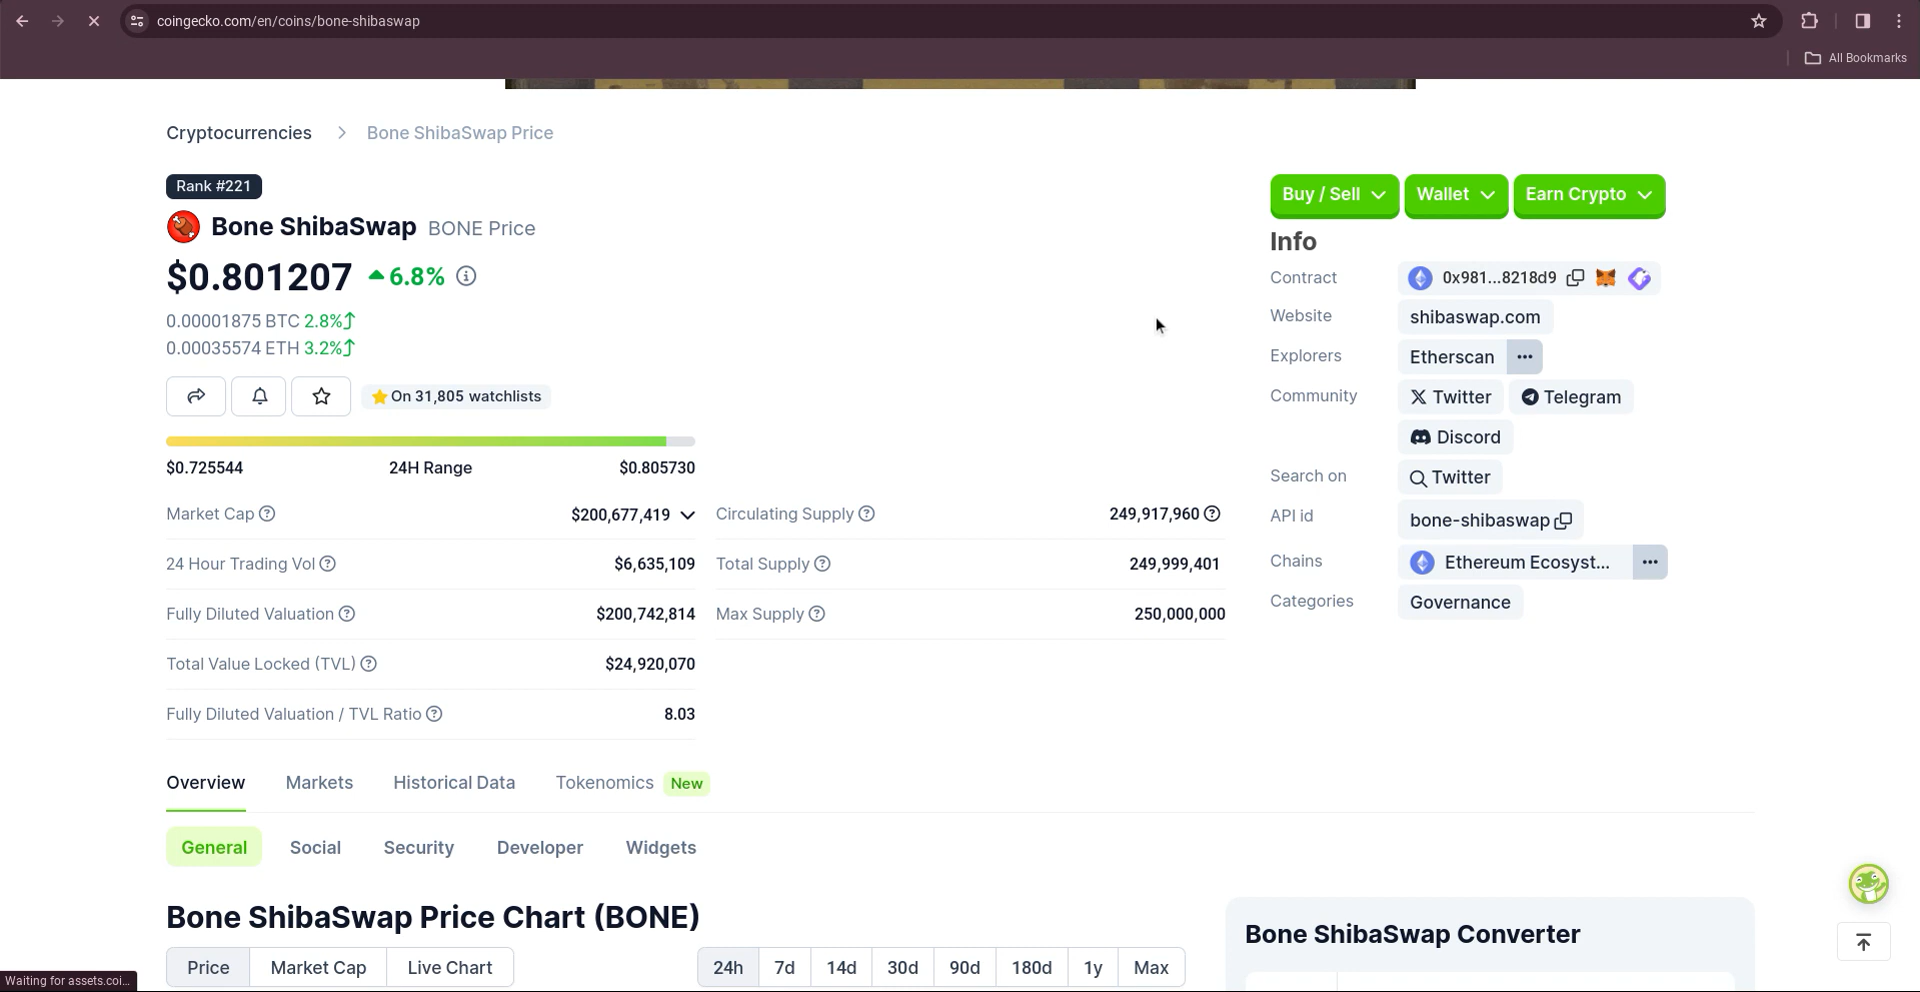 coingecko.com/en/coins/bone-shibaswap
All Bookmarks
Cryptocurrencies > Bone ShibaSwap Price
Rank #221
Bone ShibaSwap BONE Price
$0.801207 6.8%
0.00001875 BTC 2.8%
0.00035574 ETH 3.2%
On 31,805 watchlists
$0.725544 24H Range $0.805730
Market Cap $200,677,419
24 Hour Trading Vol $6,635,109
Fully Diluted Valuation $200,742,814
Total Value Locked (TVL) $24,920,070
Fully Diluted Valuation / TVL Ratio 8.03
Circulating Supply 249,917,960
Total Supply 249,999,401
Max Supply 250,000,000
Buy / Sell Wallet Earn Crypto
Info
Contract 0x981...8218d9
Website shibaswap.com
Explorers Etherscan
Community Twitter Telegram
Discord
Search on Twitter
API id bone-shibaswap
Chains Ethereum Ecosyst...
Categories Governance
Overview Markets Historical Data Tokenomics New
General Social Security Developer Widgets
Bone ShibaSwap Price Chart (BONE)
Price Market Cap Live Chart 24h 7d 14d 30d 90d 180d 1y Max
Bone ShibaSwap Converter
Waiting for assets.coi...